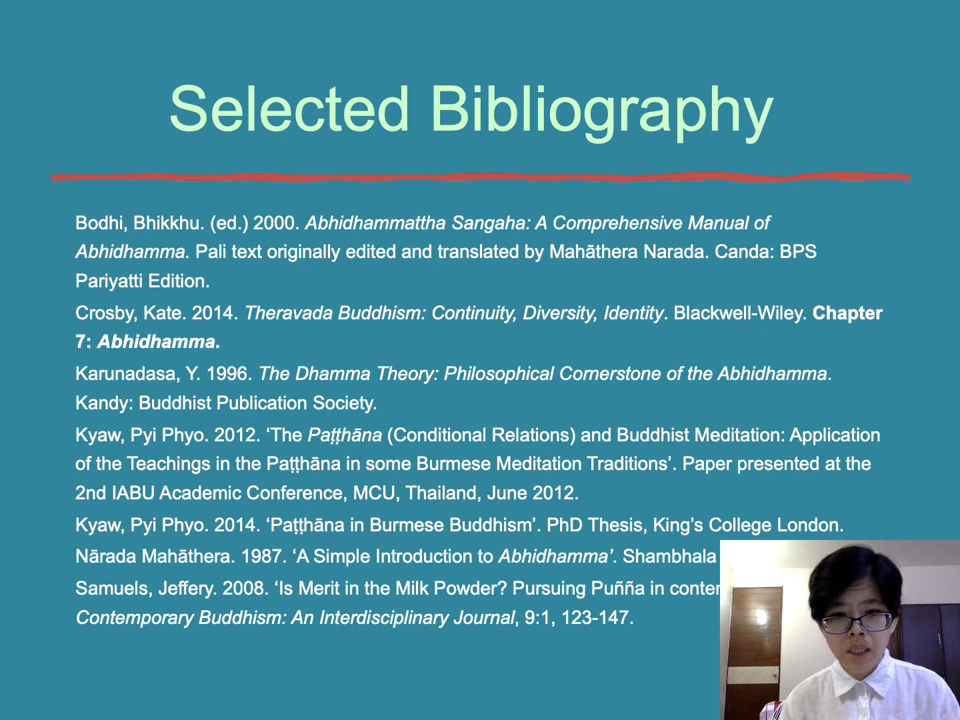 Selected Bibliography
Bodhi, Bhikkhu. (ed.) 2000. Abhidhammattha Sangaha: A Comprehensive Manual of
Abhidhamma. Pali text originally edited and translated by Mahāthera Narada. Canda: BPS
Pariyatti Edition.
Crosby, Kate. 2014. Theravada Buddhism: Continuity, Diversity, Identity. Blackwell-Wiley. Chapter
7: Abhidhamma.
Karunadasa, Y. 1996. The Dhamma Theory: Philosophical Cornerstone of the Abhidhamma.
Kandy: Buddhist Publication Society.
Kyaw, Pyi Phyo. 2012. ‘The Paṭṭhāna (Conditional Relations) and Buddhist Meditation: Application
of the Teachings in the Paṭṭhāna in some Burmese Meditation Traditions’. Paper presented at the
2nd IABU Academic Conference, MCU, Thailand, June 2012.
Kyaw, Pyi Phyo. 2014. ‘Paṭṭhāna in Burmese Buddhism’. PhD Thesis, King’s College London.
Nārada Mahāthera. 1987. ‘A Simple Introduction to Abhidhamma’. Shambhala
Samuels, Jeffery. 2008. ‘Is Merit in the Milk Powder? Pursuing Puñña in
Contemporary Buddhism: An Interdisciplinary Journal, 9:1, 123-147.